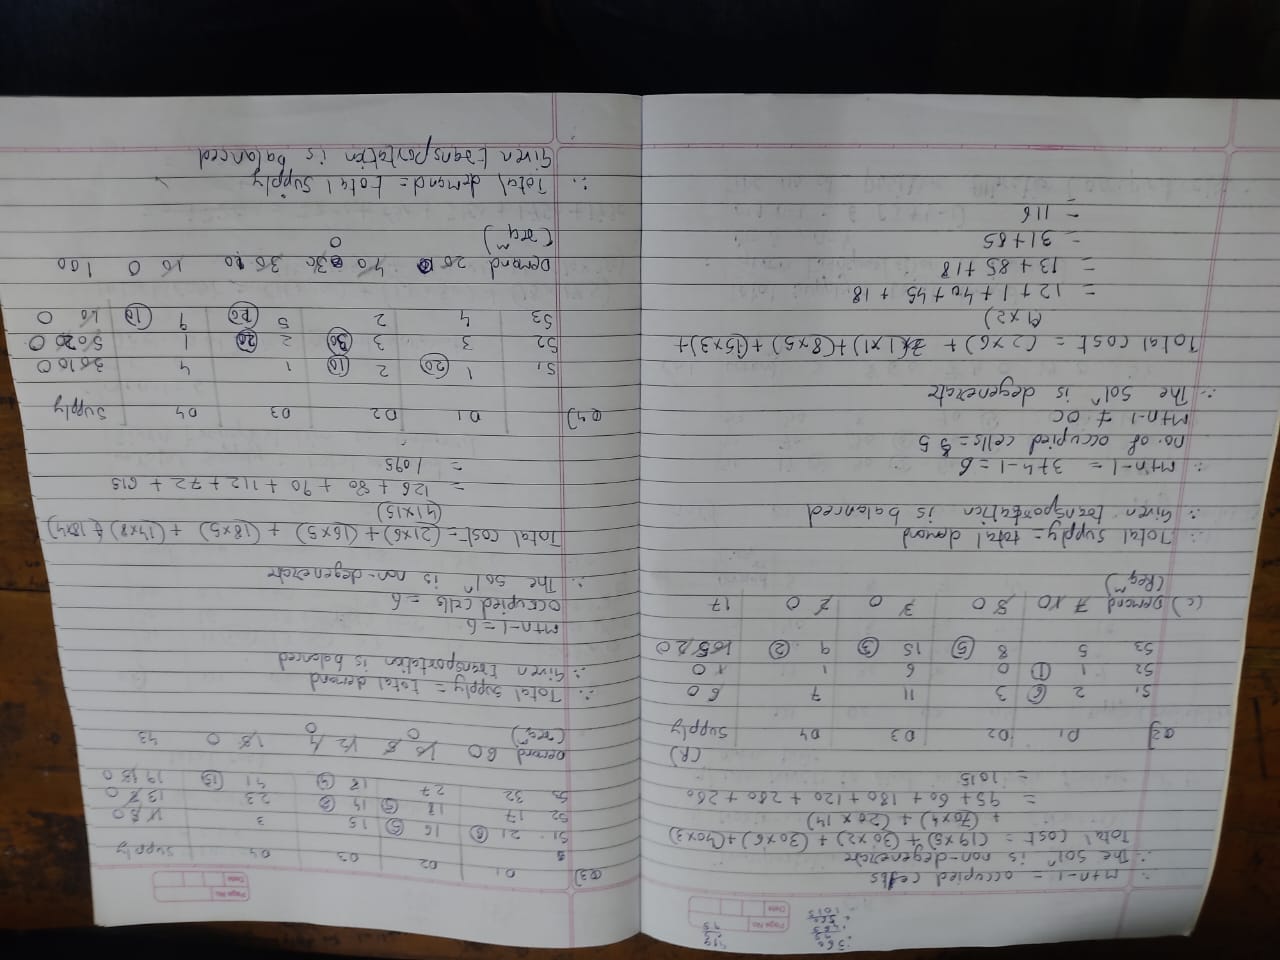 360
95
1015
Page No.
Date
∴ m+n-1 = occupied cells
∴ The solⁿ is non-degenerate
Total cost = (19×5) + (30×2) + (30×6) + (40×3)
+ (70×4) + (20×14)
= 95 + 60 + 180 + 120 + 280 + 280
= 1015
(R)
Q2] D1 D2 D3 D4 Supply
S1 2 ⑥ 3 11 7 6 0
S2 1 ① 0 6 1 1 0
S3 5 8 ⑤ 15 ③ 9 ② 10 5 2 0
(C) Demand 7 1 0 5 0 3 0 2 0 17
(Reqᵐ)
∴ Total supply = total demand
∴ Given transportation is balanced
∴ m+n-1 = 3+4-1 = 6
no. of occupied cells = 5
m+n-1 ≠ OC
∴ The solⁿ is degenerate
Total cost = (2×6) + (1×1) + (8×5) + (15×3) +
(9×2)
= 12 + 1 + 40 + 45 + 18
= 13 + 85 + 18
= 31 + 85
= 116
Page No.
Date
Q3] D1 D2 D3 D4 Supply
S1 21 ⑥ 16 ⑤ 15 3 0
S2 17 18 ⑤ 14 23 13 8 0
S3 32 27 18 ④ 41 ⑮ 19 15 0
Demand 6 0 10 5 0 12 4 0 15 0 43
(reqᵐ)
∴ Total supply = total demand
∴ Given transportation is balanced
m+n-1 = 6
occupied cells = 6
∴ The solⁿ is non-degenerate
Total cost = (21×6) + (16×5) + (18×5) + (14×8) + (18×4)
(41×15)
= 126 + 80 + 90 + 112 + 72 + 615
= 1095
Q4] D1 D2 D3 D4 Supply
S1 1 ⑳ 2 ⑩ 1 4 30 10 0
S2 3 3 ㉚ 2 ⑳ 1 50 20 0
S3 4 2 5 9 ⑩ 0
Demand 20 0 40 30 0 30 10 0 100
(reqᵐ)
∴ Total demand = total supply
Given transportation is balanced